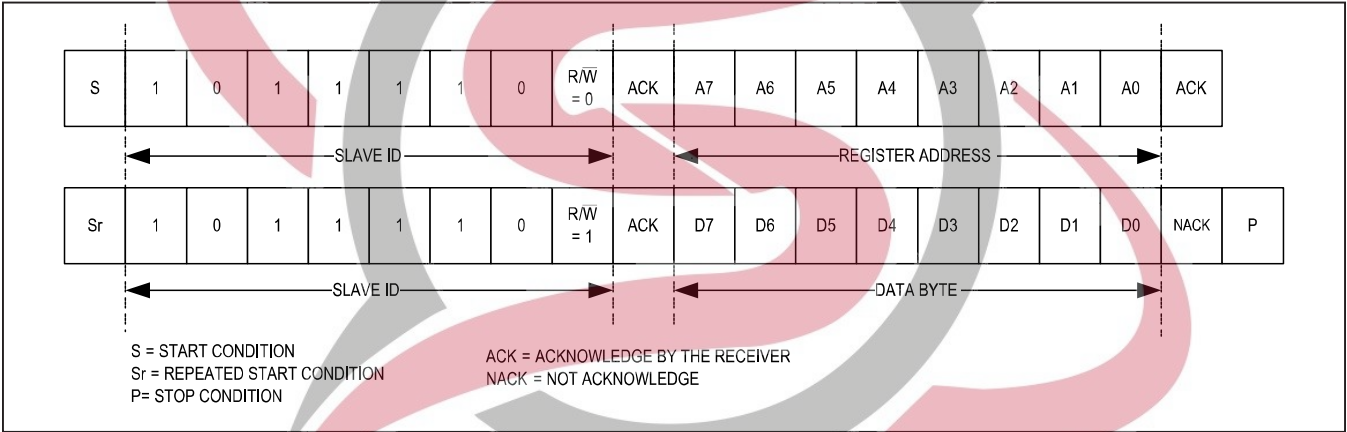 S 1 0 1 1 1 1 0 R/W̅ = 0 ACK A7 A6 A5 A4 A3 A2 A1 A0 ACK
SLAVE ID REGISTER ADDRESS
Sr 1 0 1 1 1 1 0 R/W̅ = 1 ACK D7 D6 D5 D4 D3 D2 D1 D0 NACK P
SLAVE ID DATA BYTE
S = START CONDITION
Sr = REPEATED START CONDITION
P= STOP CONDITION
ACK = ACKNOWLEDGE BY THE RECEIVER
NACK = NOT ACKNOWLEDGE